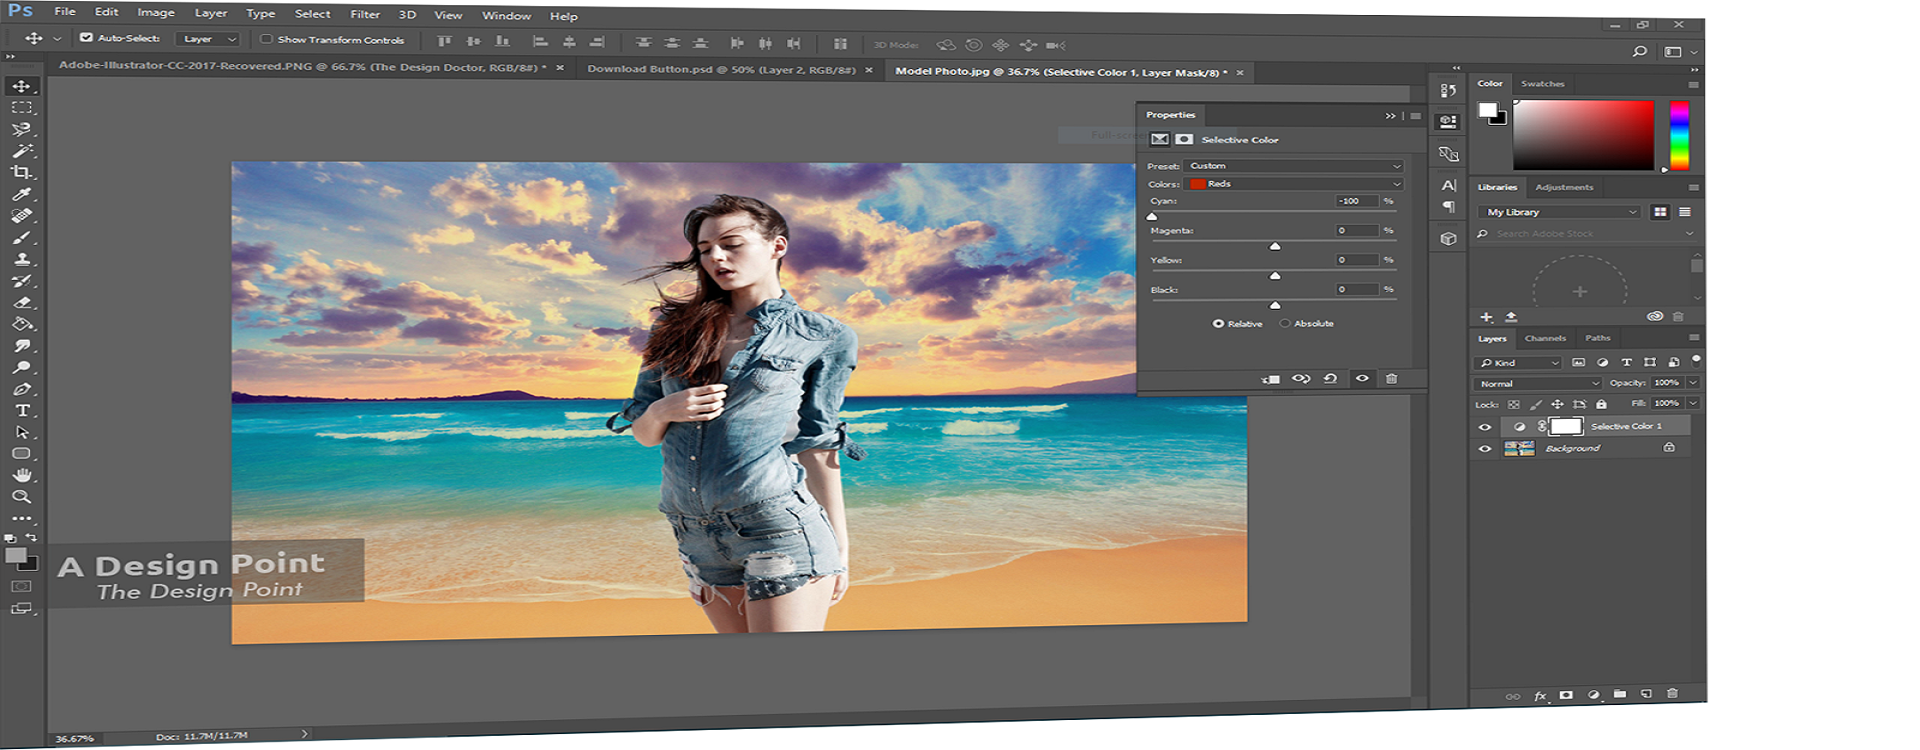 Ps File Edit Image Layer Type Select Filter 3D View Window Help
Auto-Select: Layer Show Transform Controls 3D Mode:
Adobe-Illustrator-CC-2017-Recovered.PNG @ 66.7% (The Design Doctor, RGB/8#) * × Download Button.psd @ 50% (Layer 2, RGB/8#) × Model Photo.jpg @ 36.7% (Selective Color 1, Layer Mask/8) * ×
Color Swatches
Properties
Selective Color
Preset: Custom
Colors: Reds
Cyan: -100 %
Magenta: 0 %
Yellow: 0 %
Black: 0 %
Relative Absolute
Libraries Adjustments
My Library
Search Adobe Stock
Layers Channels Paths
Kind
Normal Opacity: 100%
Lock: Fill: 100%
Selective Color 1
Background
fx
A Design Point
The Design Point
36.67% Doc: 11.7M/11.7M